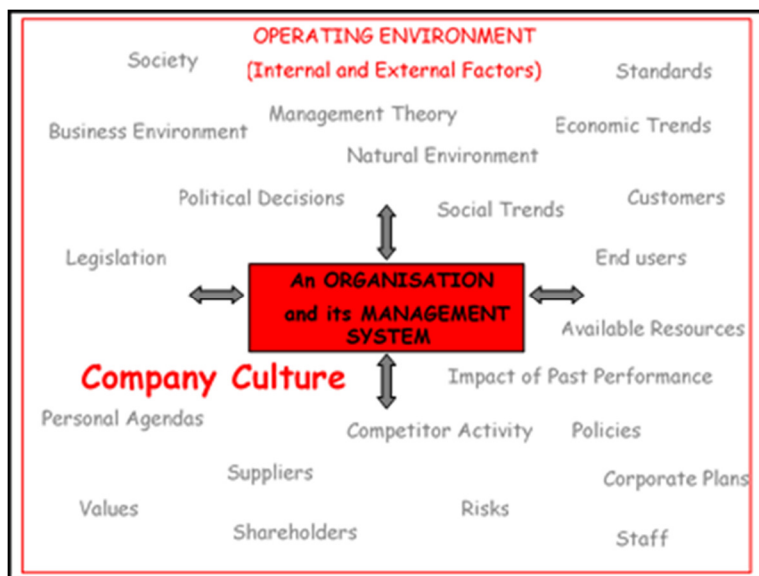 OPERATING ENVIRONMENT
(Internal and External Factors)
Society
Standards
Management Theory
Business Environment
Economic Trends
Natural Environment
Political Decisions
Social Trends
Customers
Legislation
End users
An ORGANISATION
and its MANAGEMENT
SYSTEM
Available Resources
Company Culture
Impact of Past Performance
Personal Agendas
Competitor Activity
Policies
Suppliers
Corporate Plans
Values
Risks
Shareholders
Staff